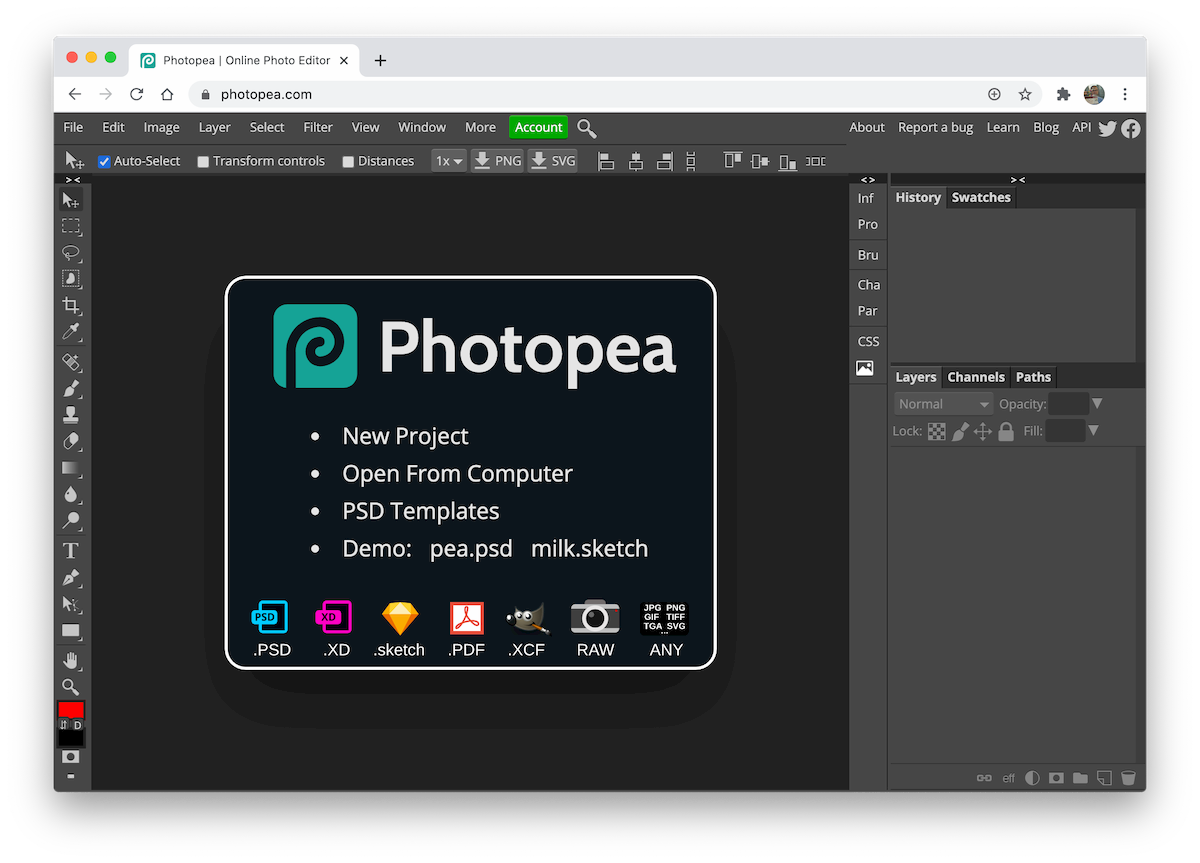 Photopea | Online Photo Editor
photopea.com
File Edit Image Layer Select Filter View Window More Account About Report a bug Learn Blog API
Auto-Select Transform controls Distances 1x PNG SVG
> < < > > <
Inf
Pro
Bru
Cha
Par
CSS
History Swatches
Photopea
New Project
Open From Computer
PSD Templates
Demo: pea.psd milk.sketch
PSD XD JPG PNG
GIF TIFF
TGA SVG
...
.PSD .XD .sketch .PDF .XCF RAW ANY
Layers Channels Paths
Normal Opacity:
Lock: Fill:
T
D
eff